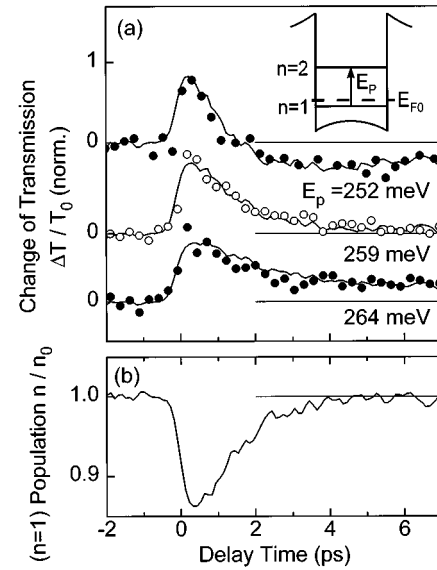 (a)
1
0
0
0
n=2
n=1
E_P
E_F0
E_p =252 meV
259 meV
264 meV
Change of Transmission
ΔT / T_0 (norm.)
(b)
1.0
0.9
(n=1) Population n / n_0
-2 0 2 4 6
Delay Time (ps)